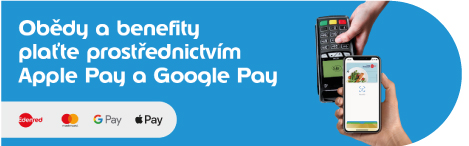 Obědy a benefity
plaťte prostřednictvím
Apple Pay a Google Pay
Edenred
G Pay
Pay